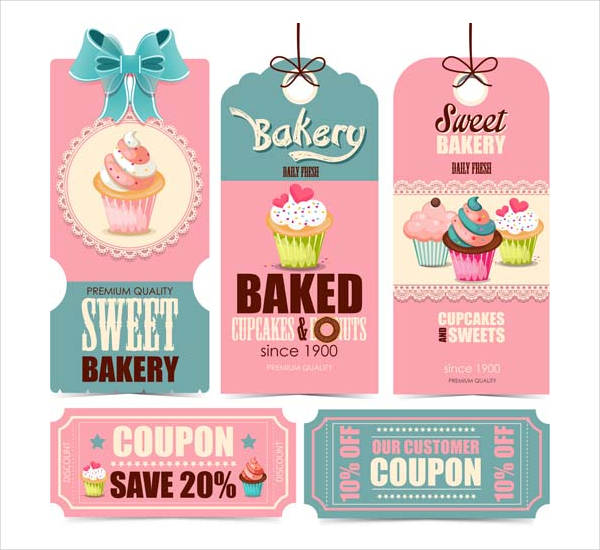 PREMIUM QUALITY
SWEET
BAKERY
Bakery
DAILY FRESH
BAKED
CUPCAKES & DONUTS
since 1900
PREMIUM QUALITY
Sweet
BAKERY
DAILY FRESH
CUPCAKES
AND SWEETS
since 1900
PREMIUM QUALITY
DISCOUNT
COUPON
SAVE 20%
DISCOUNT
10% OFF
OUR CUSTOMER
COUPON
10% OFF